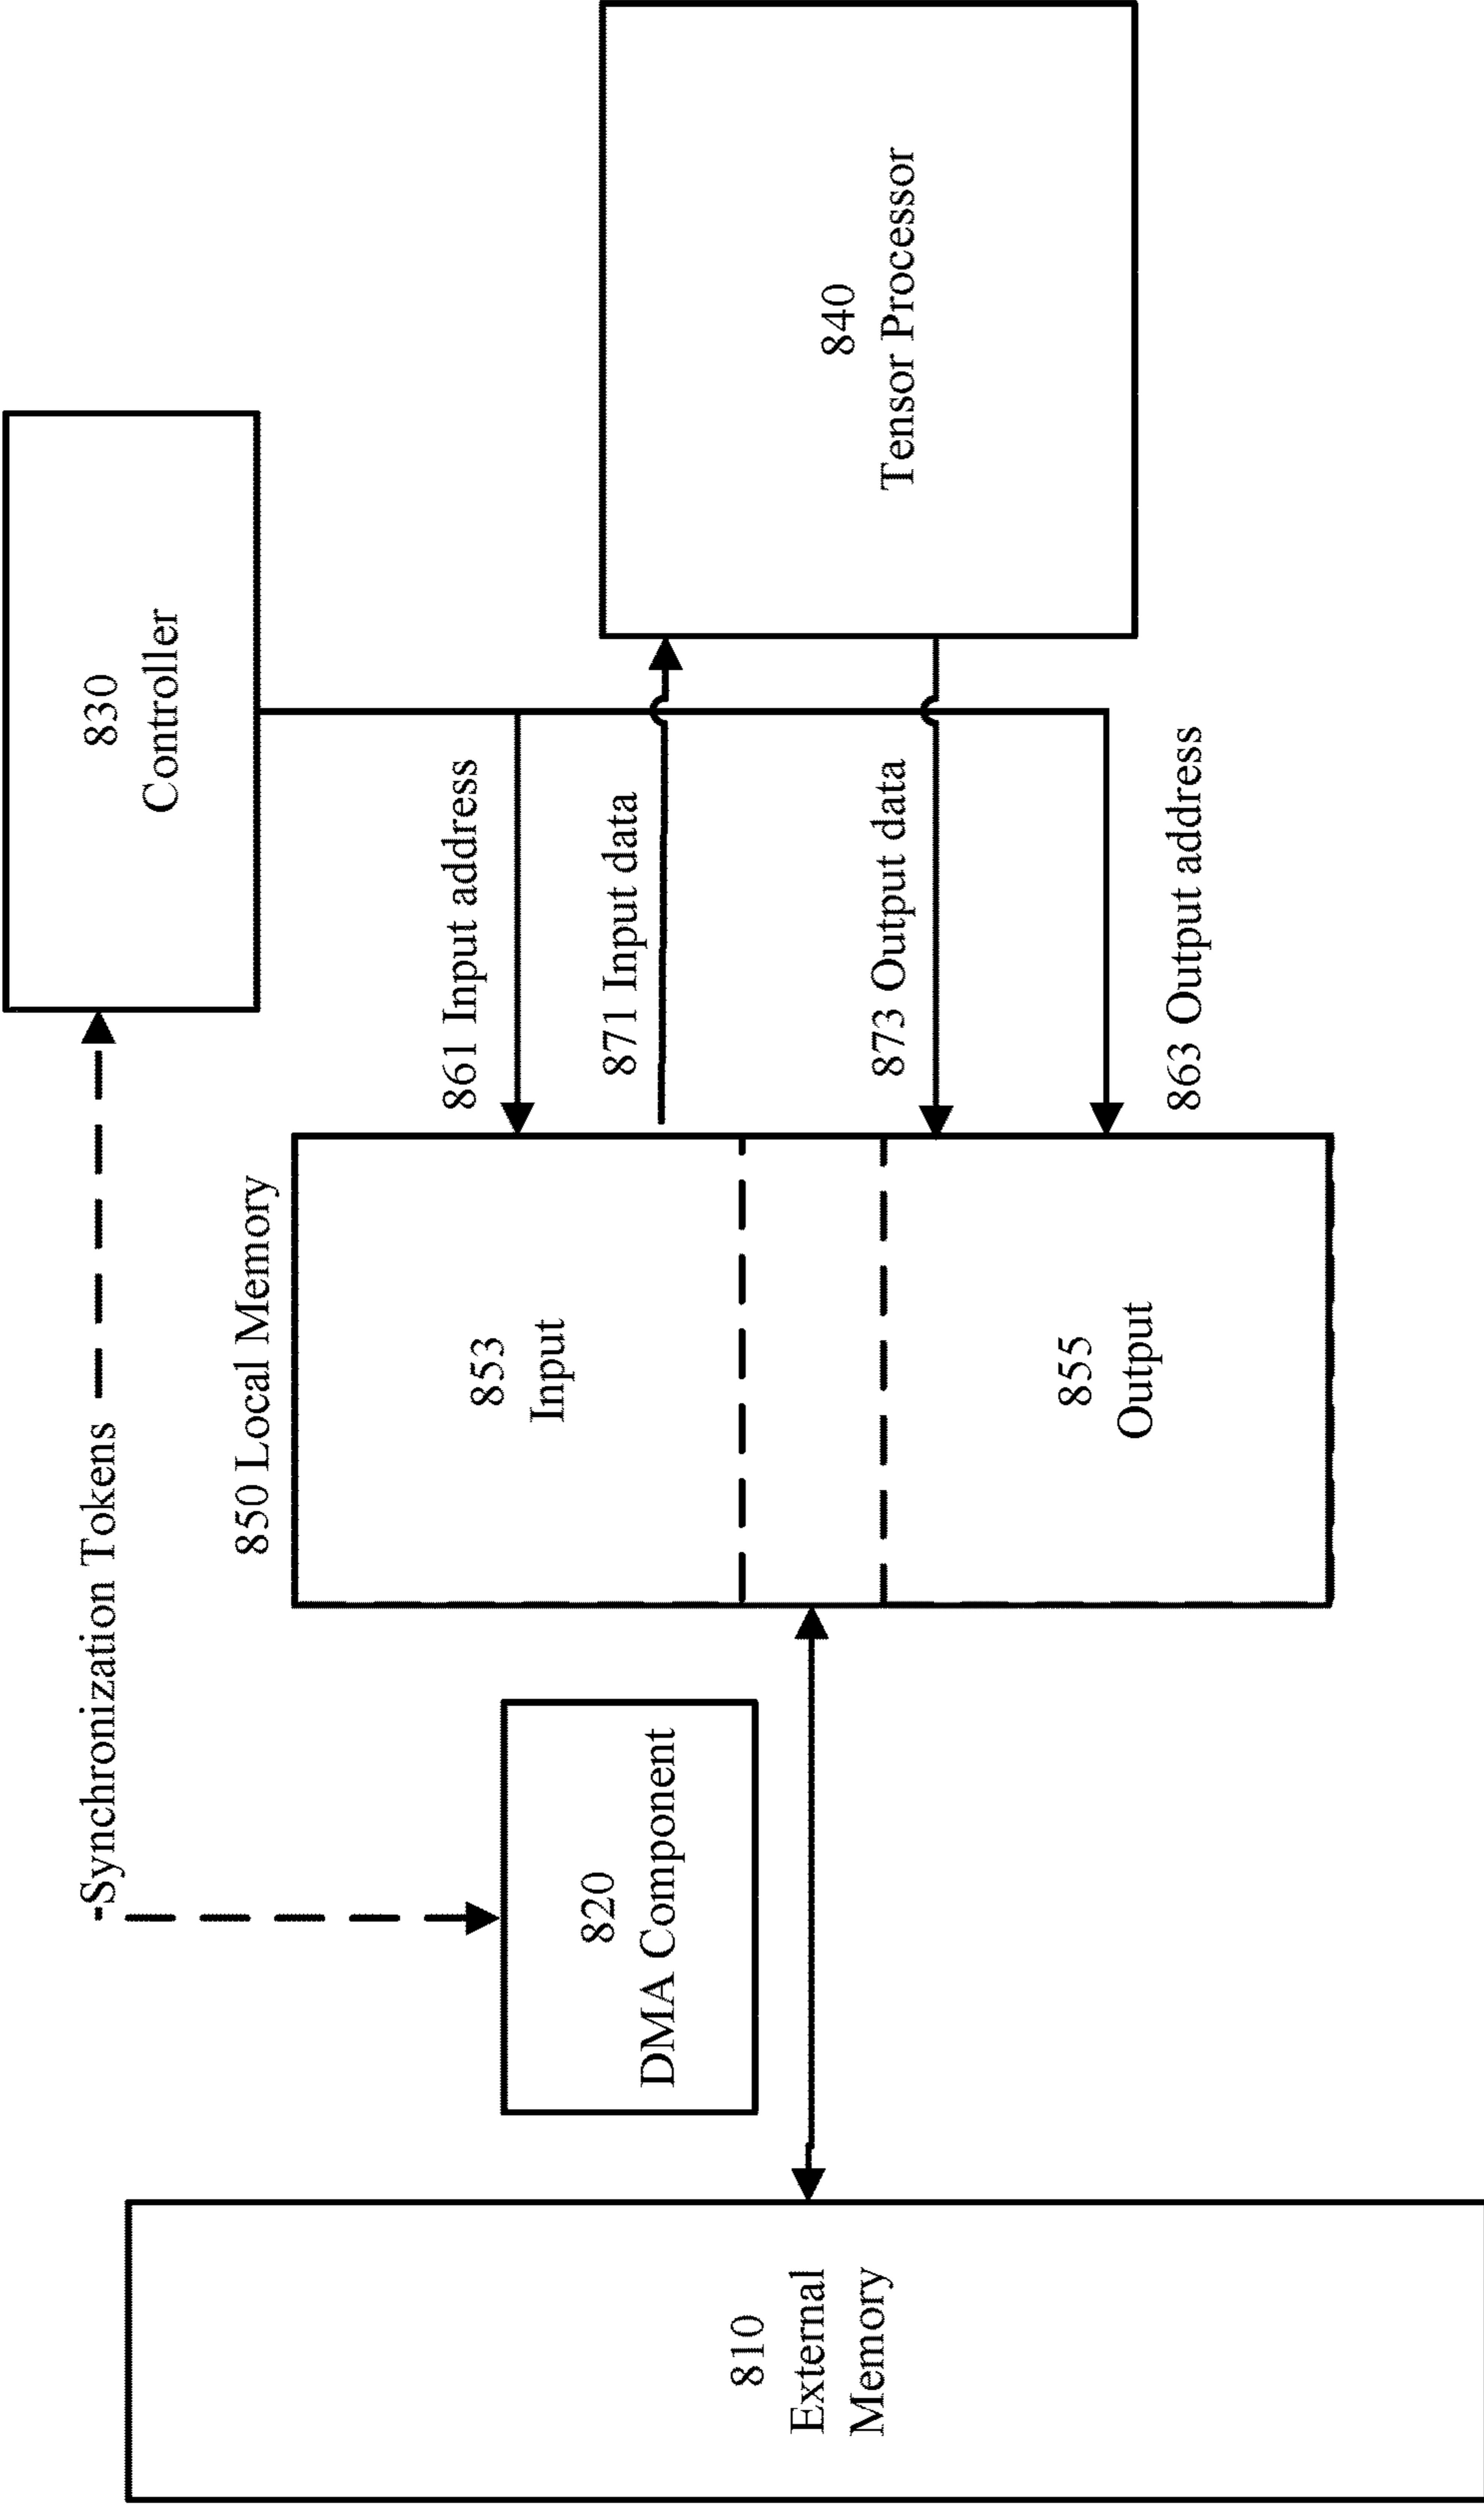 Synchronization Tokens
830
Controller
850 Local Memory
861 Input address
853
Input
871 Input data
820
DMA Component
840
Tensor Processor
810
External
Memory
873 Output data
855
Output
863 Output address